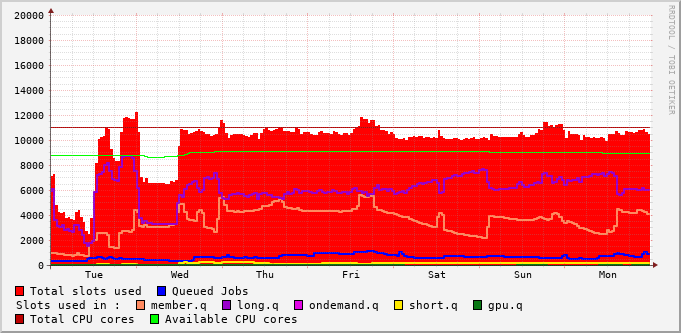 20000
18000
16000
14000
12000
10000
8000
6000
4000
2000
0
Tue Wed Thu Fri Sat Sun Mon
Total slots used Queued Jobs
Slots used in : member.q long.q ondemand.q short.q gpu.q
Total CPU cores Available CPU cores
RRDTOOL / TOBI OETIKER